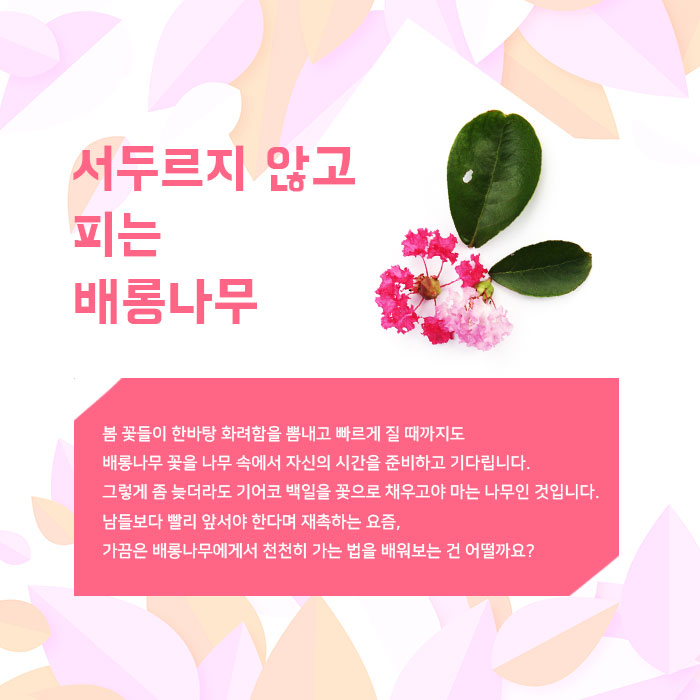 서두르지 않고
피는
배롱나무
봄 꽃들이 한바탕 화려함을 뽐내고 빠르게 질 때까지도
배롱나무 꽃을 나무 속에서 자신의 시간을 준비하고 기다립니다.
그렇게 좀 늦더라도 기어코 백일을 꽃으로 채우고야 마는 나무인 것입니다.
남들보다 빨리 앞서야 한다며 재촉하는 요즘,
가끔은 배롱나무에게서 천천히 가는 법을 배워보는 건 어떨까요?